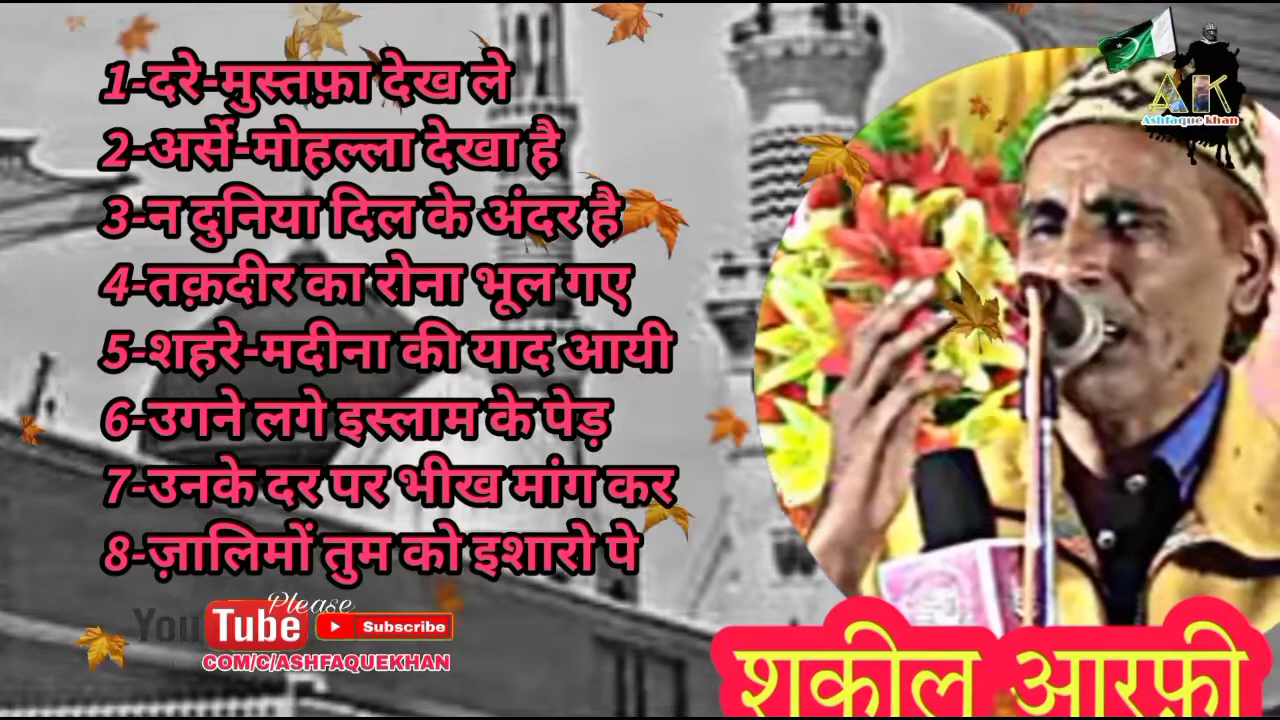 1-दरे-मुस्तफ़ा देख ले
2-अर्से-मोहल्ला देखा है
3-न दुनिया दिल के अंदर है
4-तक़दीर का रोना भूल गए
5-शहरे-मदीना की याद आयी
6-उगने लगे इस्लाम के पेड़
7-उनके दर पर भीख मांग कर
8-ज़ालिमों तुम को इशारो पे
Please
YouTube Subscribe
COM/C/ASHFAQUEKHAN
AK
Ashfaque khan
शकील आरफ़ी